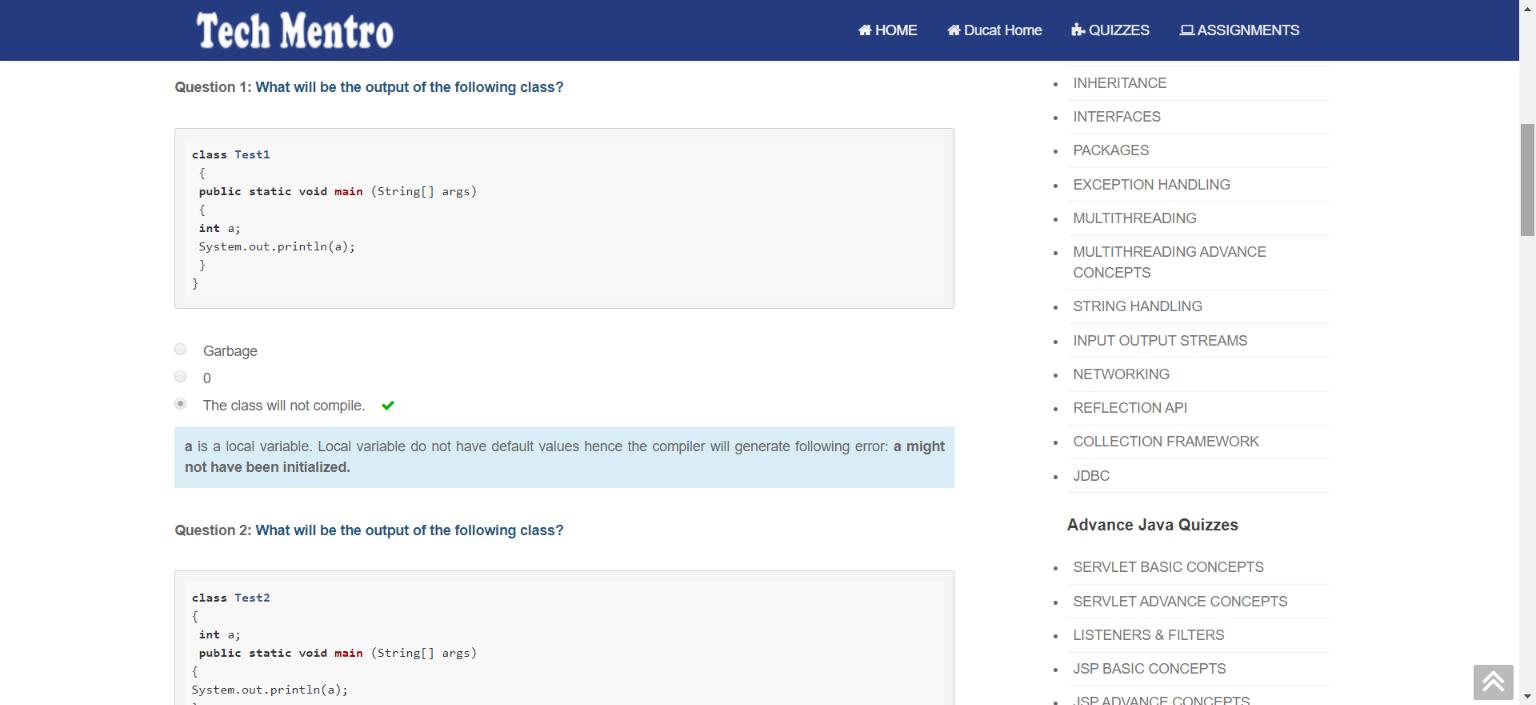 Tech Mentro
HOME
Ducat Home
QUIZZES
ASSIGNMENTS
Question 1: What will be the output of the following class?
class Test1
{
public static void main (String[] args)
{
int a;
System.out.println(a);
}
}
Garbage
0
The class will not compile.
a is a local variable. Local variable do not have default values hence the compiler will generate following error: a might
not have been initialized.
Question 2: What will be the output of the following class?
class Test2
{
int a;
public static void main (String[] args)
{
System.out.println(a);
}
INHERITANCE
INTERFACES
PACKAGES
EXCEPTION HANDLING
MULTITHREADING
MULTITHREADING ADVANCE
CONCEPTS
STRING HANDLING
INPUT OUTPUT STREAMS
NETWORKING
REFLECTION API
COLLECTION FRAMEWORK
JDBC
Advance Java Quizzes
SERVLET BASIC CONCEPTS
SERVLET ADVANCE CONCEPTS
LISTENERS & FILTERS
JSP BASIC CONCEPTS
JSP ADVANCE CONCEPTS